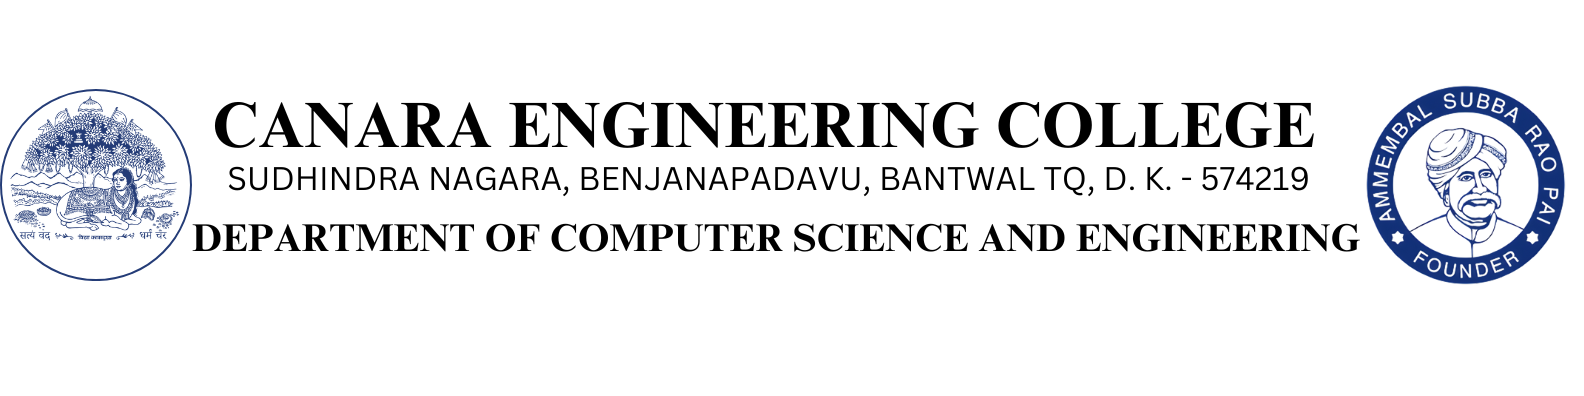 CANARA ENGINEERING COLLEGE
SUDHINDRA NAGARA, BENJANAPADAVU, BANTWAL TQ, D. K. - 574219
DEPARTMENT OF COMPUTER SCIENCE AND ENGINEERING
सत्यं वद
धर्मं चर
AMMEMBAL SUBBA RAO PAI
FOUNDER